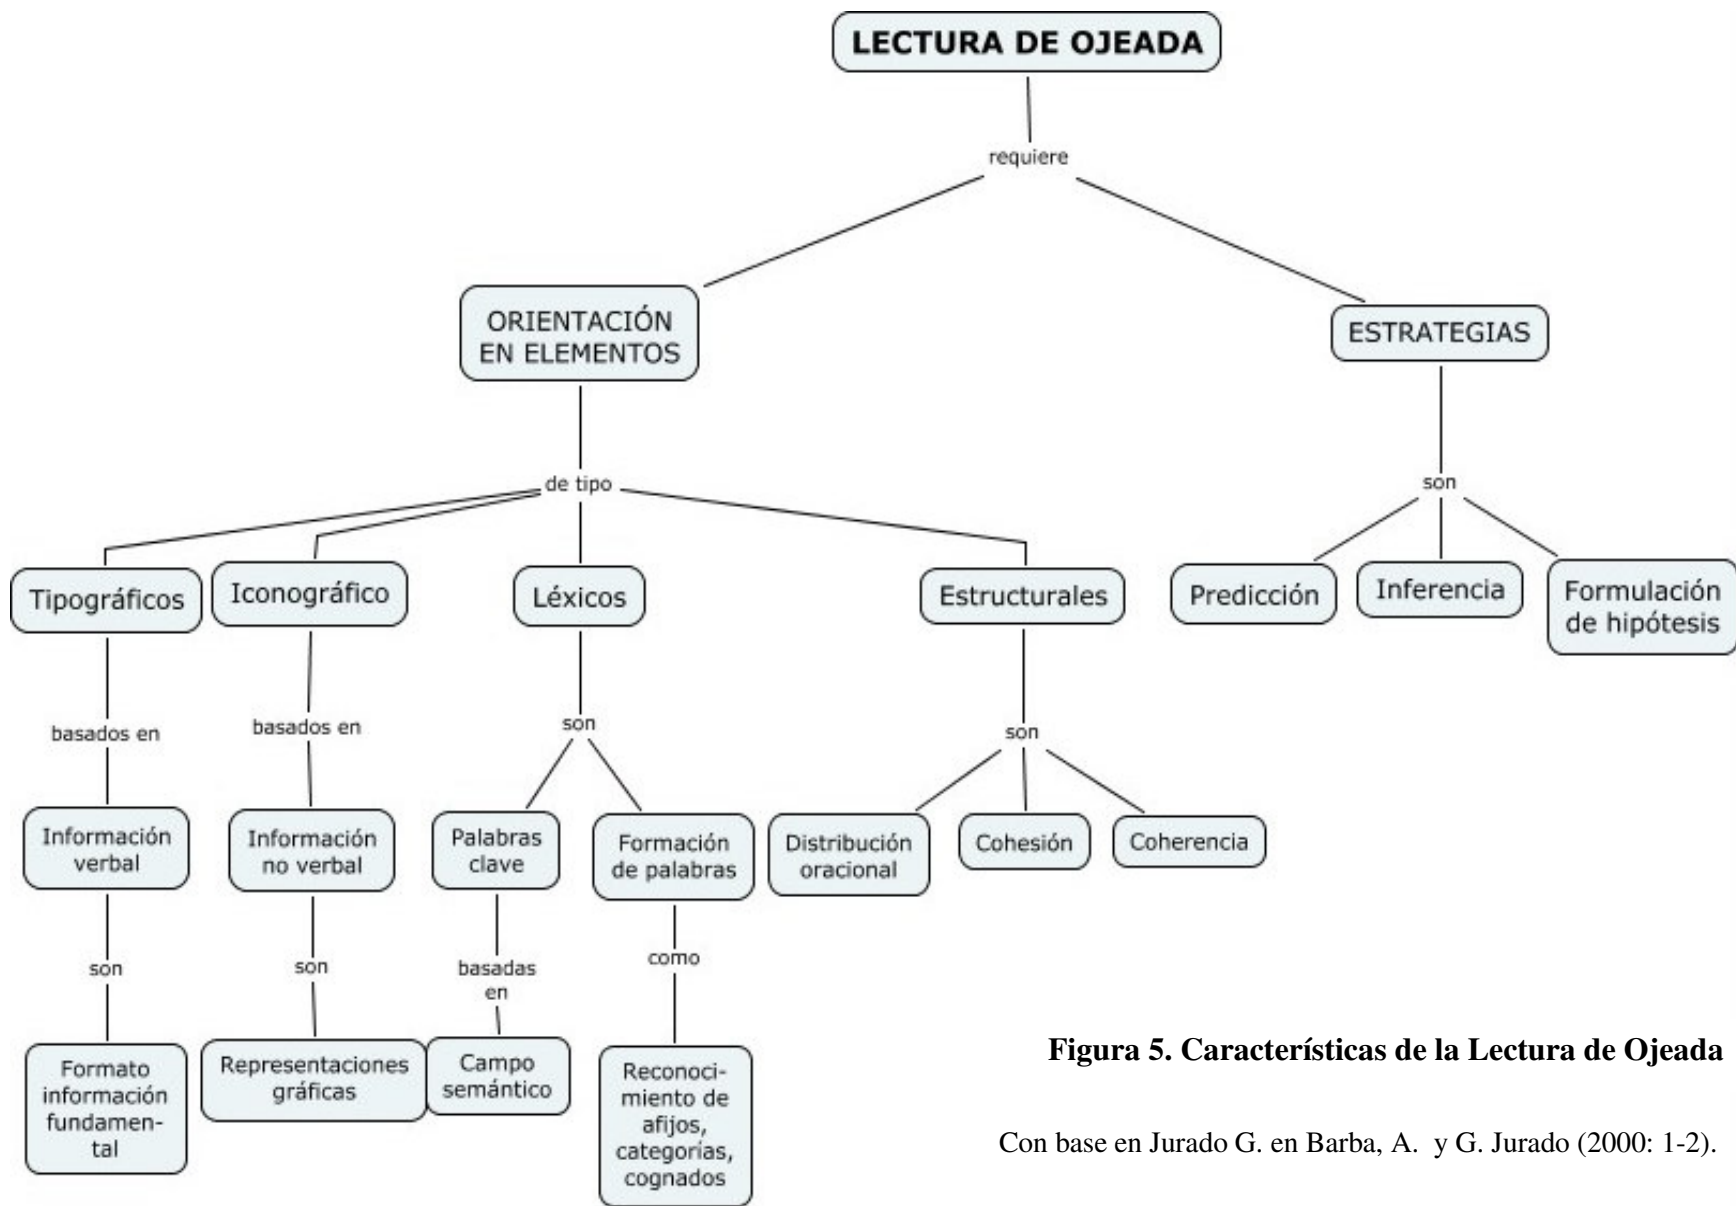 LECTURA DE OJEADA
requiere
ORIENTACIÓN
EN ELEMENTOS
ESTRATEGIAS
de tipo
son
Tipográficos
Iconográfico
Léxicos
Estructurales
Predicción
Inferencia
Formulación
de hipótesis
basados en
basados en
son
son
Información
verbal
Información
no verbal
Palabras
clave
Formación
de palabras
Distribución
oracional
Cohesión
Coherencia
son
son
basadas
en
como
Formato
información
fundamen-
tal
Representaciones
gráficas
Campo
semántico
Reconoci-
miento de
afijos,
categorías,
cognados
Figura 5. Características de la Lectura de Ojeada
Con base en Jurado G. en Barba, A. y G. Jurado (2000: 1-2).